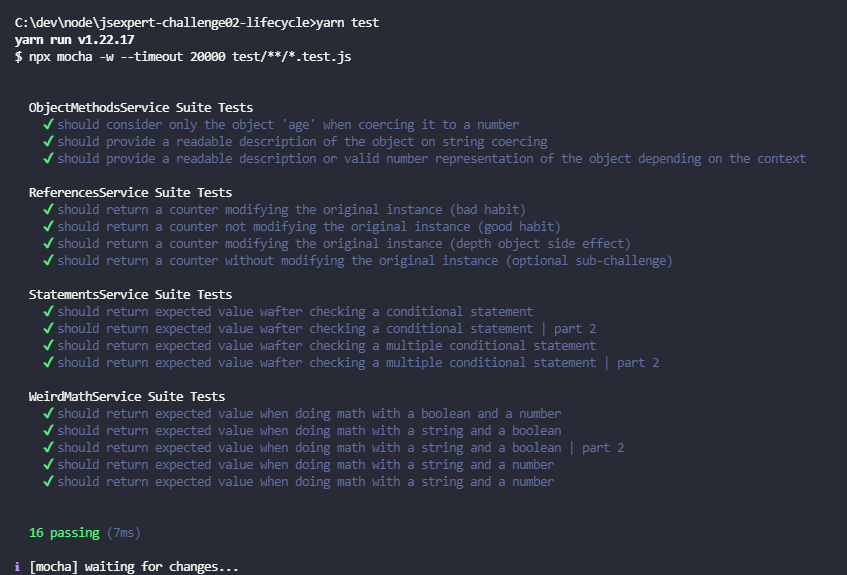 C:\dev\node\jsexpert-challenge02-lifecycle>yarn test
yarn run v1.22.17
$ npx mocha -w --timeout 20000 test/**/*.test.js
ObjectMethodsService Suite Tests
✓ should consider only the object 'age' when coercing it to a number
✓ should provide a readable description of the object on string coercing
✓ should provide a readable description or valid number representation of the object depending on the context
ReferencesService Suite Tests
✓ should return a counter modifying the original instance (bad habit)
✓ should return a counter not modifying the original instance (good habit)
✓ should return a counter modifying the original instance (depth object side effect)
✓ should return a counter without modifying the original instance (optional sub-challenge)
StatementsService Suite Tests
✓ should return expected value wafter checking a conditional statement
✓ should return expected value wafter checking a conditional statement | part 2
✓ should return expected value wafter checking a multiple conditional statement
✓ should return expected value wafter checking a multiple conditional statement | part 2
WeirdMathService Suite Tests
✓ should return expected value when doing math with a boolean and a number
✓ should return expected value when doing math with a string and a boolean
✓ should return expected value when doing math with a string and a boolean | part 2
✓ should return expected value when doing math with a string and a number
✓ should return expected value when doing math with a string and a number
16 passing (7ms)
i [mocha] waiting for changes...